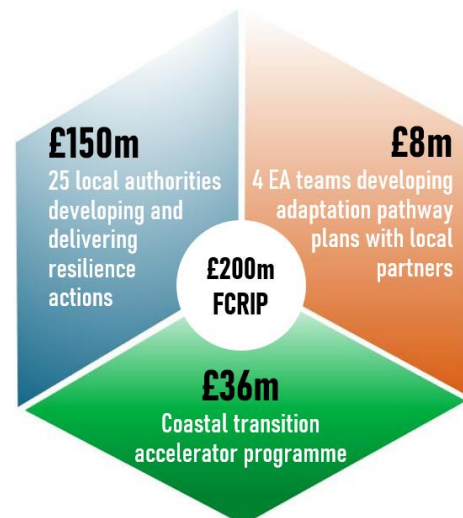 £150m
25 local authorities
developing and
delivering
resilience
actions
£8m
4 EA teams developing
adaptation pathway
plans with local
partners
£200m
FCRIP
£36m
Coastal transition
accelerator programme